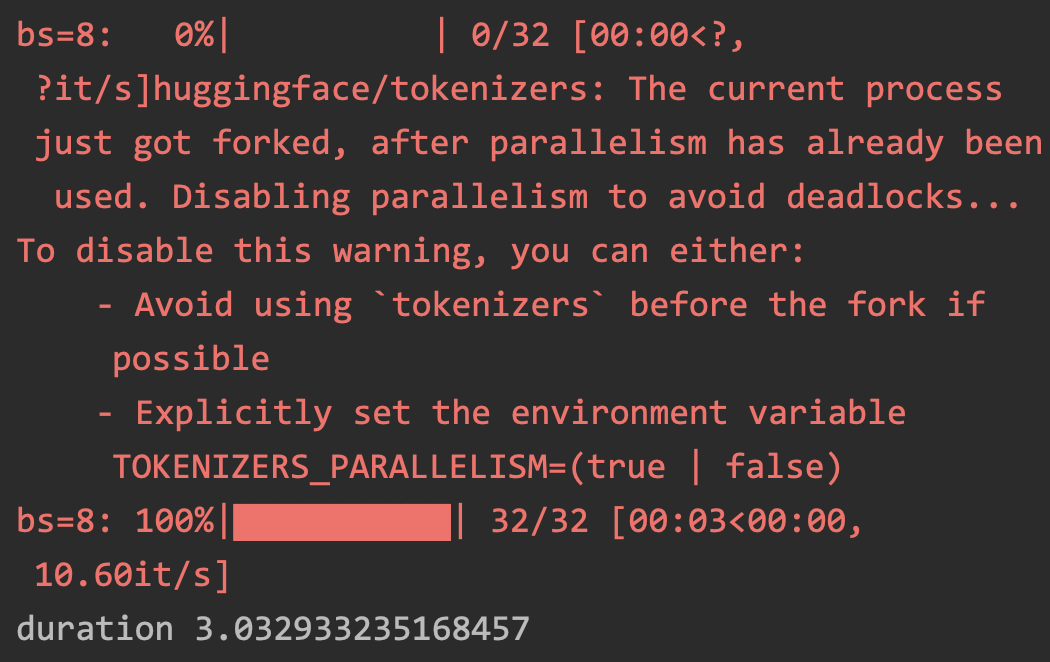 bs=8:   0%|          | 0/32 [00:00<?,
?it/s]huggingface/tokenizers: The current process
just got forked, after parallelism has already been
used. Disabling parallelism to avoid deadlocks...
To disable this warning, you can either:
- Avoid using `tokenizers` before the fork if
possible
- Explicitly set the environment variable
TOKENIZERS_PARALLELISM=(true | false)
bs=8: 100%|███████████| 32/32 [00:03<00:00,
10.60it/s]
duration 3.032933235168457